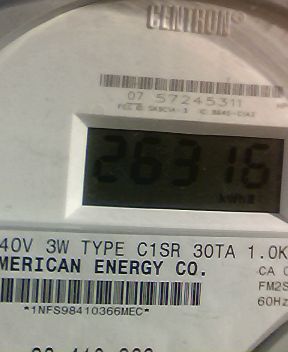 CENTRON®
07 57245311
26316
kWh
40V 3W TYPE C1SR 30TA 1.0K
MERICAN ENERGY CO.
CA 0
FM2S
60Hz
*1NFS98410366MEC*